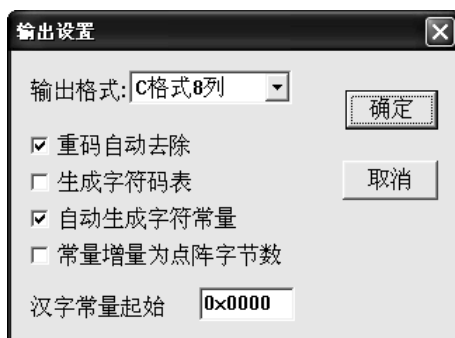 输出设置
输出格式: C格式8列
确定
重码自动去除
生成字符码表
取消
自动生成字符常量
常量增量为点阵字节数
汉字常量起始 0x0000